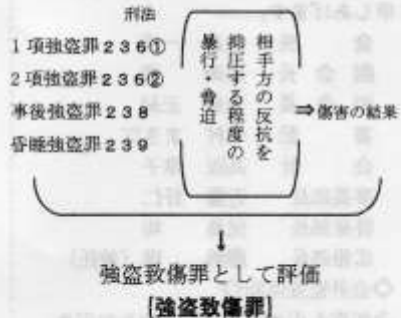 刑法
1項強盗罪236①
2項強盗罪236②
事後強盗罪238
昏睡強盗罪239
相手方の反抗を
抑圧する程度の
暴行・脅迫
⇒傷害の結果
↓
強盗致傷罪として評価
[強盗致傷罪]